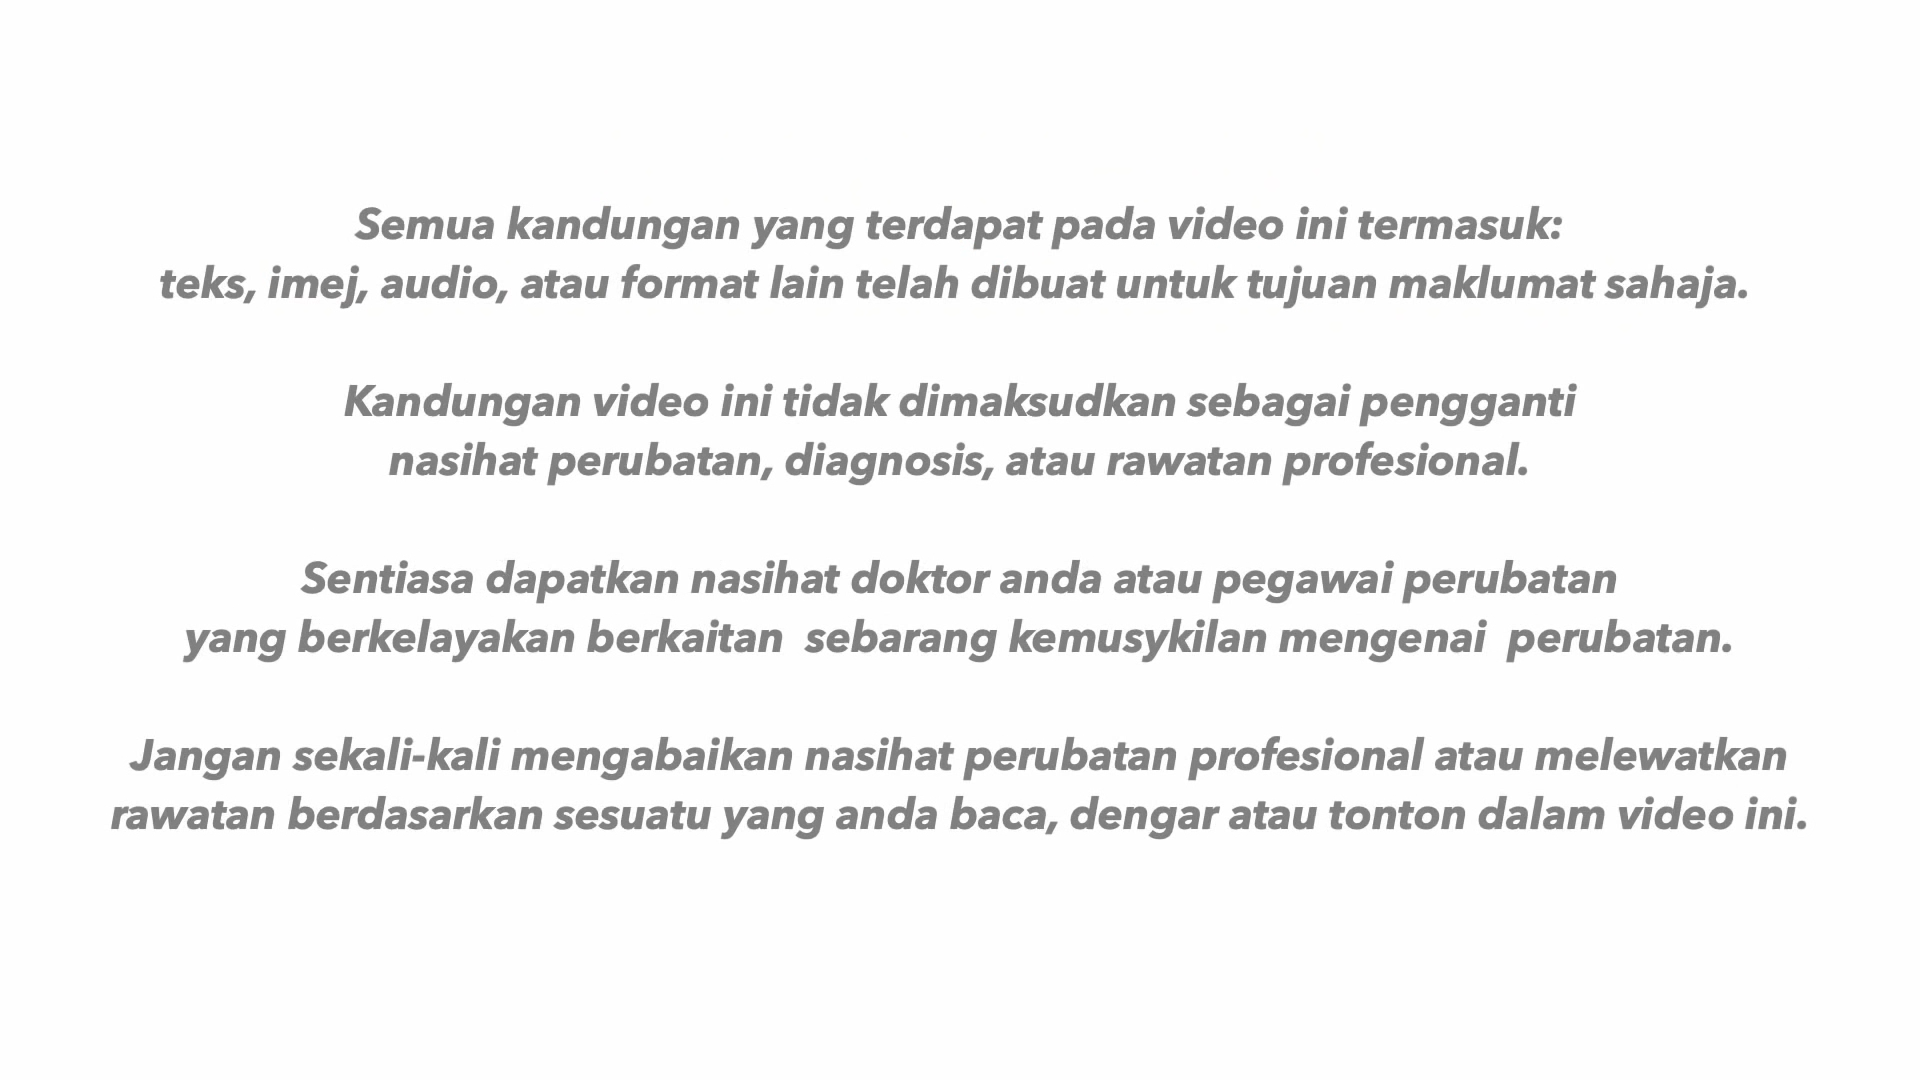 Semua kandungan yang terdapat pada video ini termasuk:
teks, imej, audio, atau format lain telah dibuat untuk tujuan maklumat sahaja.
Kandungan video ini tidak dimaksudkan sebagai pengganti
nasihat perubatan, diagnosis, atau rawatan profesional.
Sentiasa dapatkan nasihat doktor anda atau pegawai perubatan
yang berkelayakan berkaitan  sebarang kemusykilan mengenai  perubatan.
Jangan sekali-kali mengabaikan nasihat perubatan profesional atau melewatkan
rawatan berdasarkan sesuatu yang anda baca, dengar atau tonton dalam video ini.